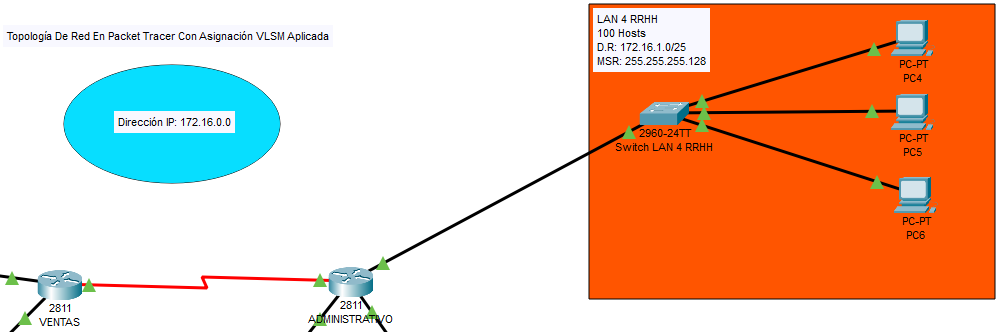 Topología De Red En Packet Tracer Con Asignación VLSM Aplicada
Dirección IP: 172.16.0.0
LAN 4 RRHH
100 Hosts
D.R: 172.16.1.0/25
MSR: 255.255.255.128
PC-PT
PC4
2960-24TT
Switch LAN 4 RRHH
PC-PT
PC5
PC-PT
PC6
2811
VENTAS
2811
ADMINISTRATIVO